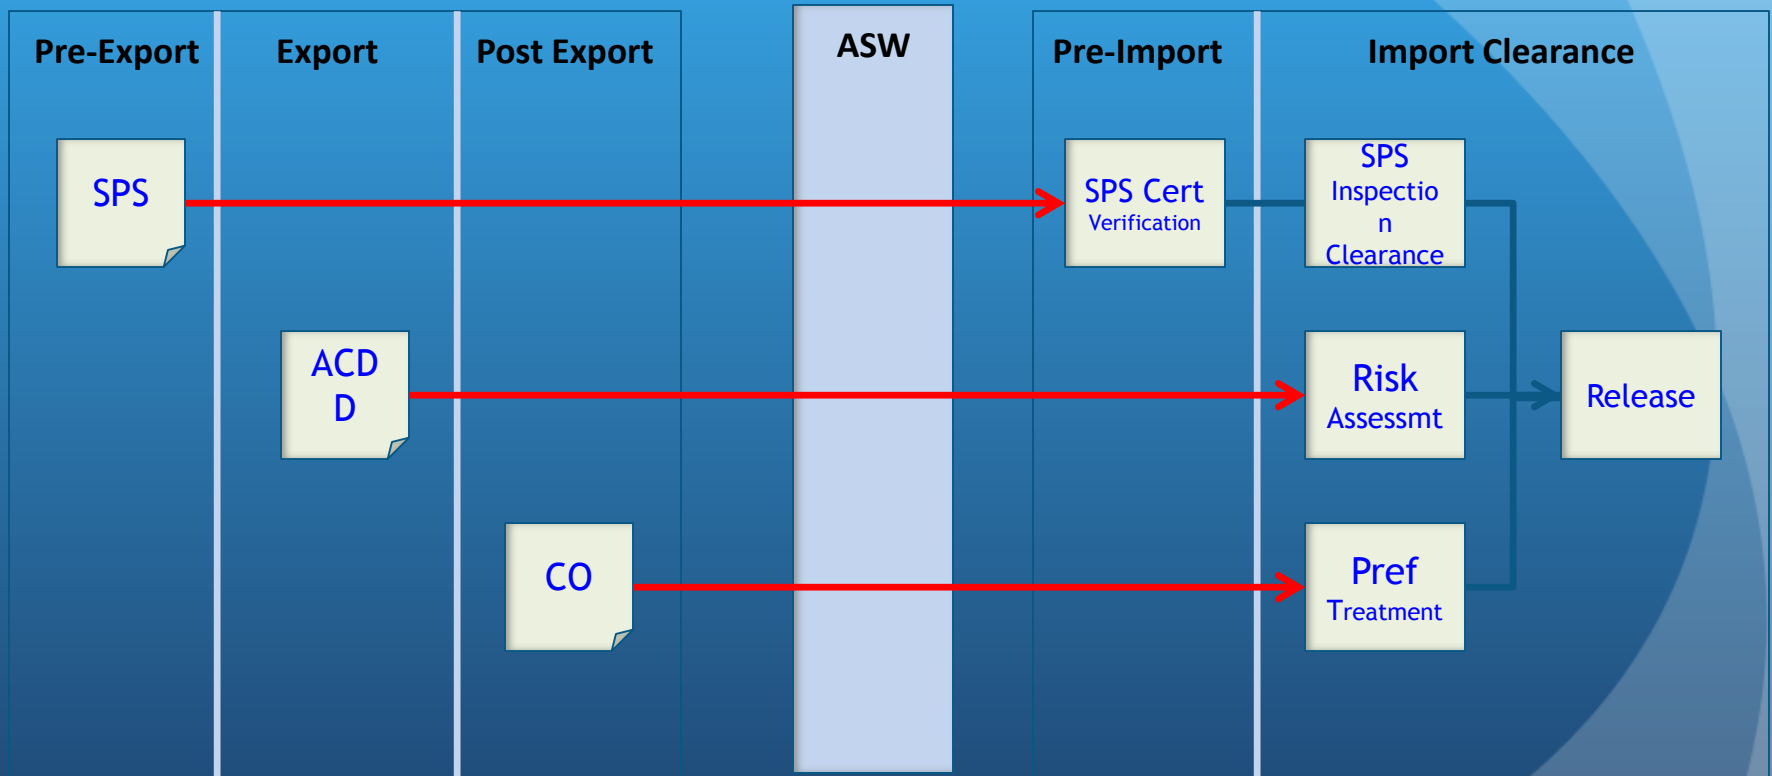 Pre-Export
Export
Post Export
ASW
Pre-Import
Import Clearance
SPS
SPS Cert
Verification
SPS
Inspectio
n
Clearance
ACD
D
Risk
Assessmt
Release
CO
Pref
Treatment